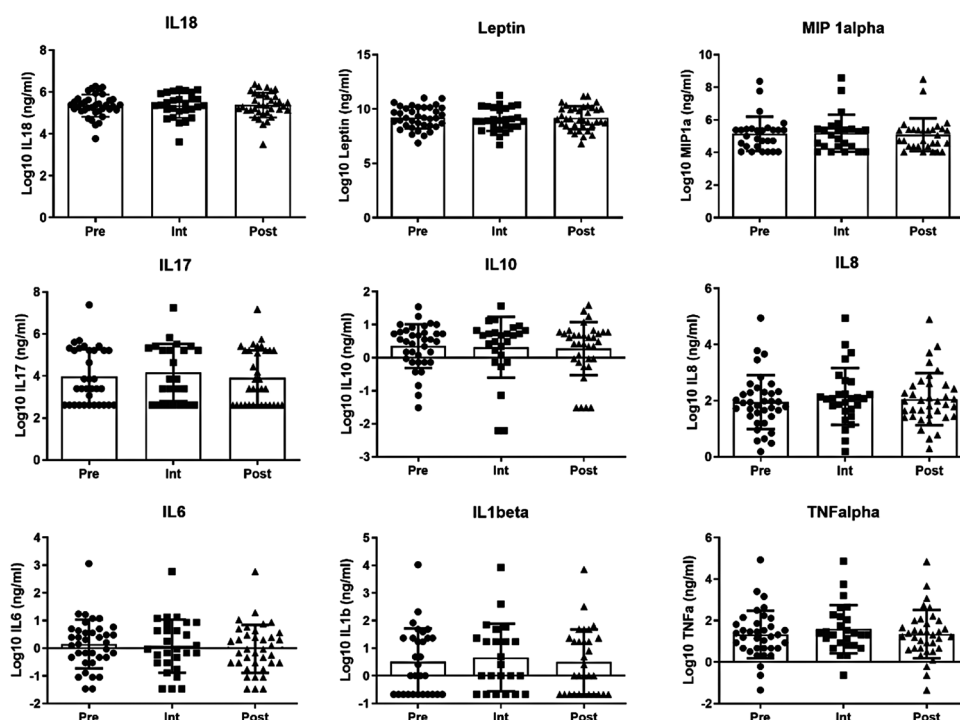 IL18
Log10 IL18 (ng/ml)
8
6
4
2
0
Pre Int Post
Leptin
Log10 Leptin (ng/ml)
15
10
5
0
Pre Int Post
MIP 1alpha
Log10 MIP1a (ng/ml)
10
8
6
4
2
0
Pre Int Post
IL17
Log10 IL17 (ng/ml)
8
6
4
2
0
Pre Int Post
IL10
Log10 IL10 (ng/ml)
2
1
0
-1
-2
-3
Pre Int Post
IL8
Log10 IL8 (ng/ml)
6
4
2
0
Pre Int Post
IL6
Log10 IL6 (ng/ml)
4
3
2
1
0
-1
-2
Pre Int Post
IL1beta
Log10 IL1b (ng/ml)
5
4
3
2
1
0
-1
Pre Int Post
TNFalpha
Log10 TNFa (ng/ml)
6
4
2
0
-2
Pre Int Post